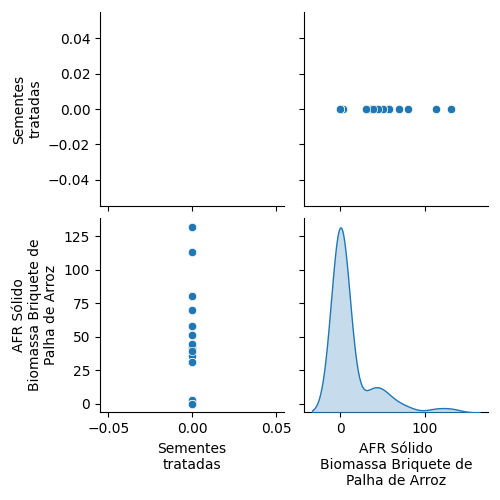 0.04
0.02
0.00
−0.02
−0.04
Sementes
tratadas
125
100
75
50
25
0
AFR Sólido
Biomassa Briquete de
Palha de Arroz
−0.05
0.00
0.05
Sementes
tratadas
0
100
AFR Sólido
Biomassa Briquete de
Palha de Arroz